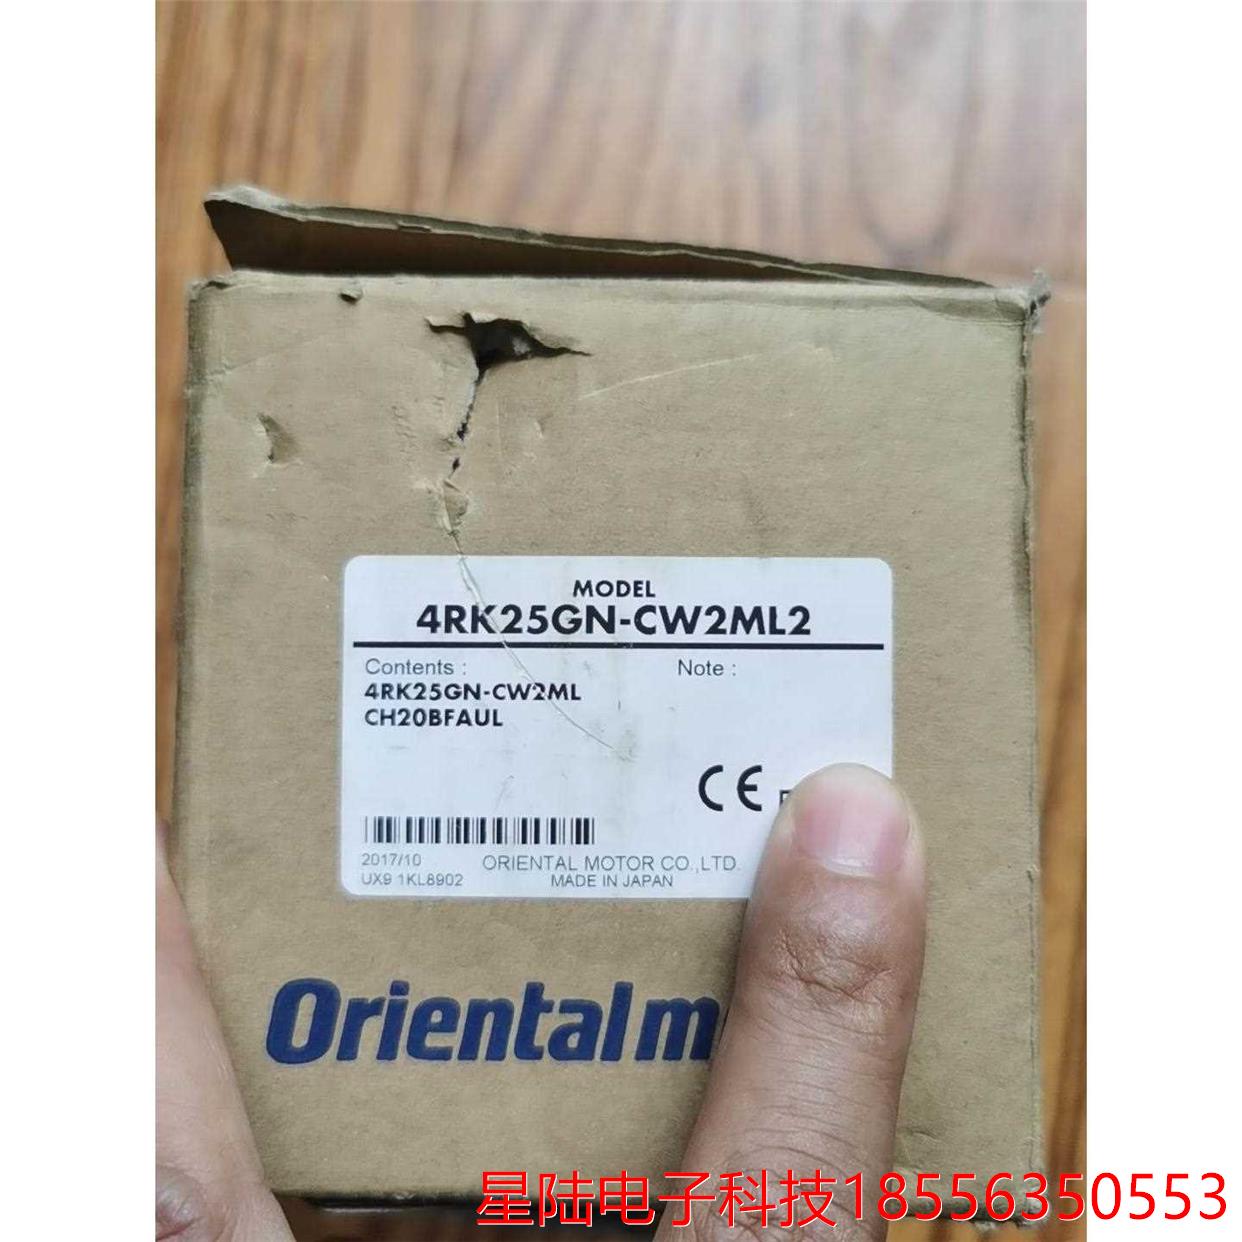 MODEL
4RK25GN-CW2ML2
Contents : Note :
4RK25GN-CW2ML
CH20BFAUL
CE
2017/10 ORIENTAL MOTOR CO.,LTD.
UX9 1KL8902 MADE IN JAPAN
Oriental m
星陆电子科技18556350553